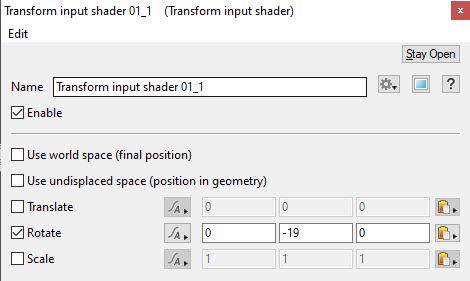 Transform input shader 01_1 (Transform input shader) x
Edit
Stay Open
Name Transform input shader 01_1 ?
Enable
Use world space (final position)
Use undisplaced space (position in geometry)
Translate A 0 0 0
Rotate A 0 -19 0
Scale A 1 1 1